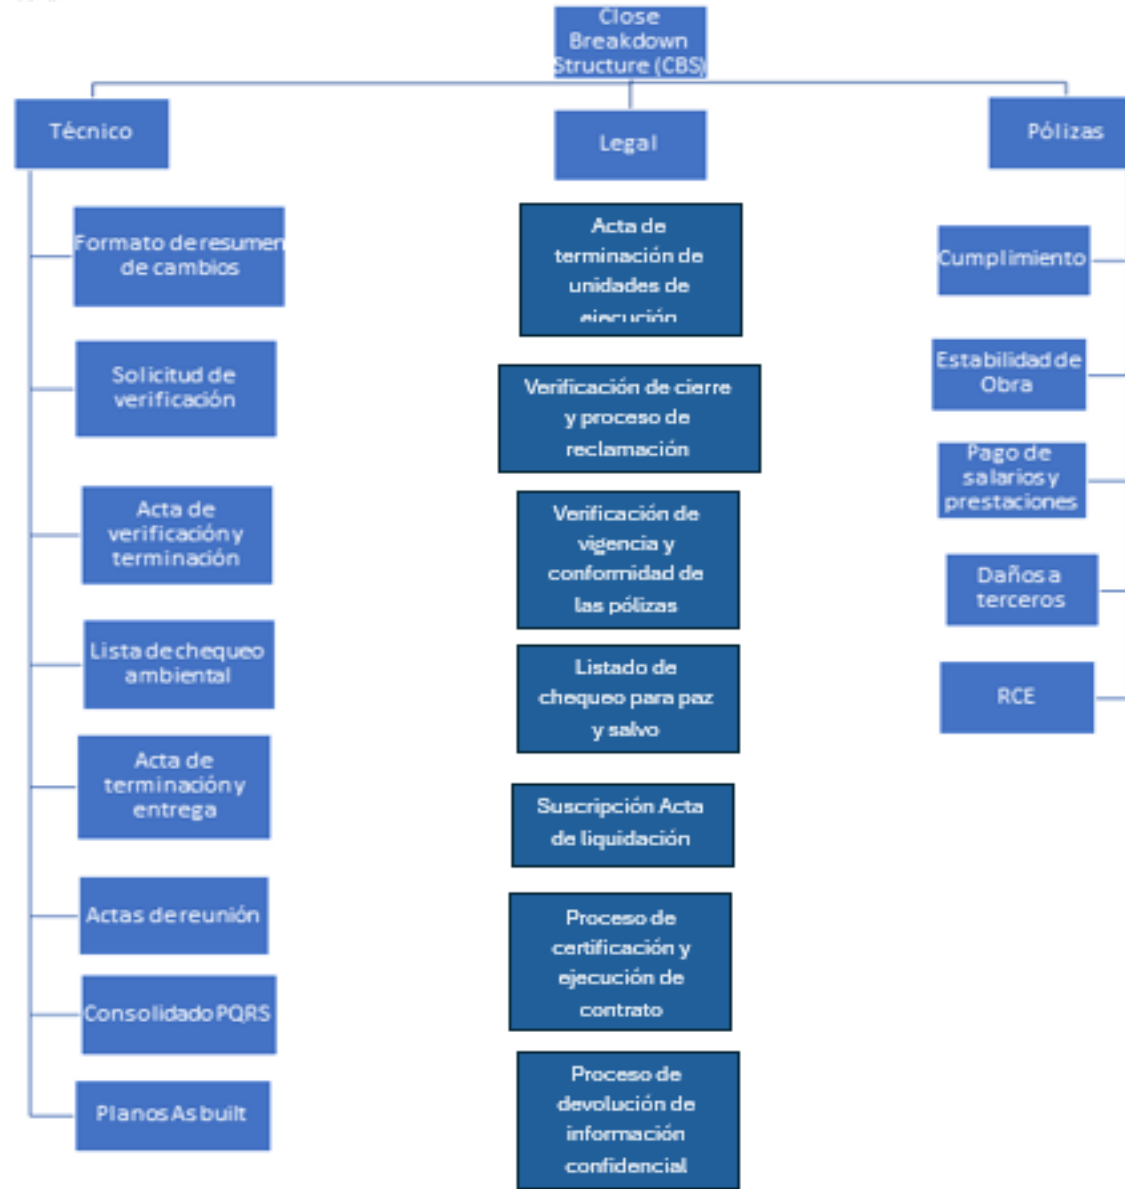 Close
Breakdown
Structure (CBS)
Técnico
Legal
Pólizas
Formato de resumen
de cambios
Solicitud de
verificación
Acta de
verificación y
terminación
Lista de chequeo
ambiental
Acta de
terminación y
entrega
Actas de reunión
Consolidado PQRS
Planos As built
Acta de
terminación de
unidades de
ejecución
Verificación de cierre
y proceso de
reclamación
Verificación de
vigencia y
conformidad de
las pólizas
Listado de
chequeo para paz
y salvo
Suscripción Acta
de liquidación
Proceso de
certificación y
ejecución de
contrato
Proceso de
devolución de
información
confidencial
Cumplimiento
Estabilidad de
Obra
Pago de
salarios y
prestaciones
Daños a
terceros
RCE